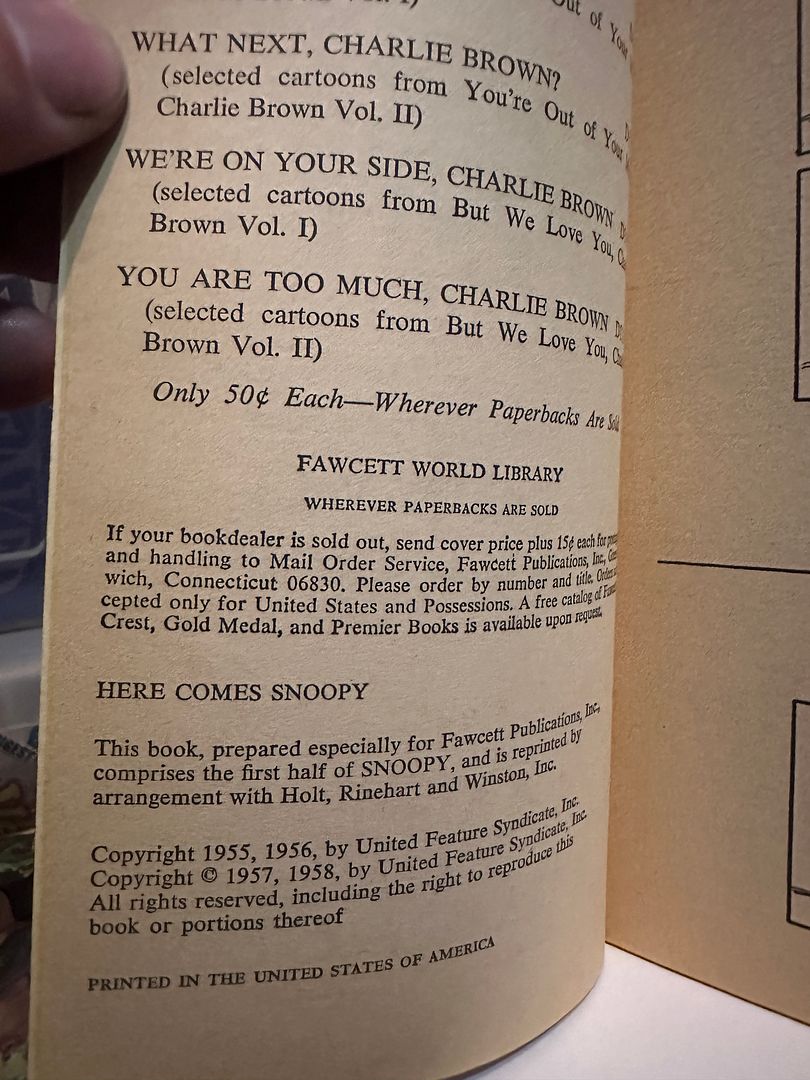 Out of You
WHAT NEXT, CHARLIE BROWN?
(selected cartoons from You're Out of Your
Charlie Brown Vol. II)
WE'RE ON YOUR SIDE, CHARLIE BROWN
(selected cartoons from But We Love You,
Brown Vol. I)
YOU ARE TOO MUCH, CHARLIE BROWN
(selected cartoons from But We Love You,
Brown Vol. II)
Only 50¢ Each—Wherever Paperbacks Are Sold
FAWCETT WORLD LIBRARY
WHEREVER PAPERBACKS ARE SOLD
If your bookdealer is sold out, send cover price plus 15¢ each for
and handling to Mail Order Service, Fawcett Publications, Inc,
wich, Connecticut 06830. Please order by number and title.
cepted only for United States and Possessions. A free catalog of
Crest, Gold Medal, and Premier Books is available upon request.
HERE COMES SNOOPY
This book, prepared especially for Fawcett Publications, Inc,
comprises the first half of SNOOPY, and is reprinted by
arrangement with Holt, Rinehart and Winston, Inc.
Copyright 1955, 1956, by United Feature Syndicate, Inc.
Copyright © 1957, 1958, by United Feature Syndicate, Inc.
All rights reserved, including the right to reproduce this
book or portions thereof
PRINTED IN THE UNITED STATES OF AMERICA